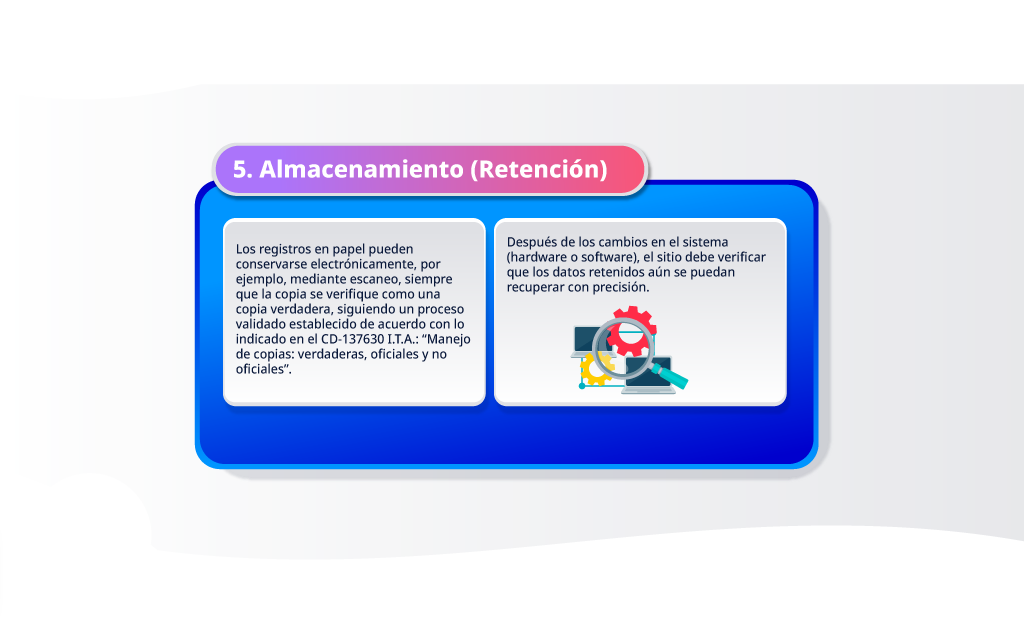 5. Almacenamiento (Retención)
Los registros en papel pueden
conservarse electrónicamente, por
ejemplo, mediante escaneo, siempre
que la copia se verifique como una
copia verdadera, siguiendo un proceso
validado establecido de acuerdo con lo
indicado en el CD-137630 I.T.A.: “Manejo
de copias: verdaderas, oficiales y no
oficiales”.
Después de los cambios en el sistema
(hardware o software), el sitio debe verificar
que los datos retenidos aún se puedan
recuperar con precisión.